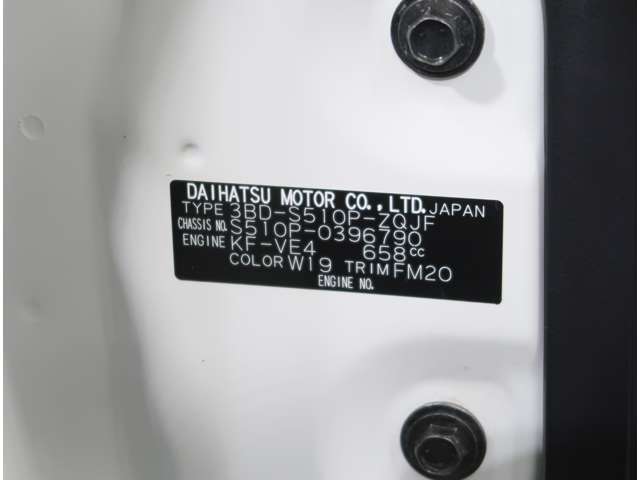 DAIHATSU MOTOR CO.,LTD. JAPAN
TYPE 3BD-S510P-ZQJF
CHASSIS NO. S510P-0396790
ENGINE KF-VE4 658cc
COLOR W19 TRIM FM20
ENGINE NO.